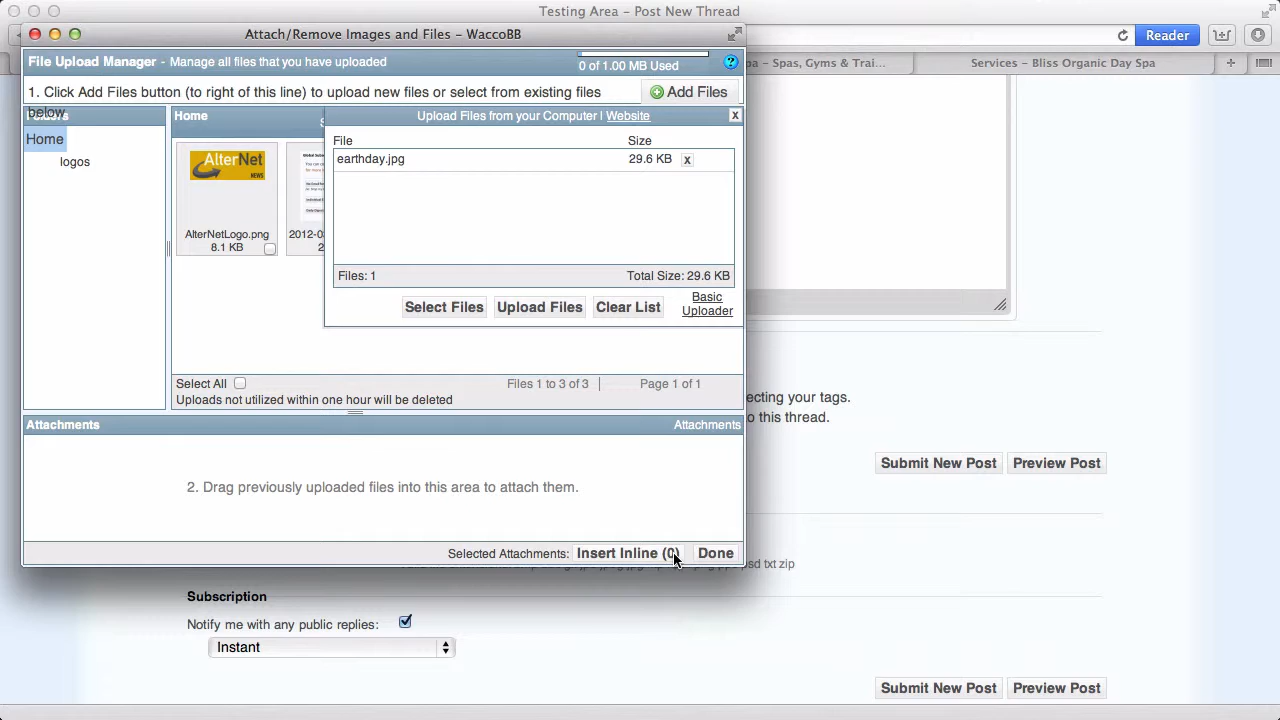 Testing Area – Post New Thread
Attach/Remove Images and Files – WaccoBB
Reader
File Upload Manager - Manage all files that you have uploaded
0 of 1.00 MB Used
?
pa – Spas, Gyms & Trai...
Services – Bliss Organic Day Spa
1. Click Add Files button (to right of this line) to upload new files or select from existing files
below
Add Files
Home
Upload Files from your Computer | Website
x
Home
logos
File
Size
earthday.jpg
29.6 KB
x
AlterNet
NEWS
AlterNetLogo.png
8.1 KB
Files: 1
Total Size: 29.6 KB
Select Files
Upload Files
Clear List
Basic
Uploader
Select All
Files 1 to 3 of 3
Page 1 of 1
Uploads not utilized within one hour will be deleted
ecting your tags.
o this thread.
Attachments
Attachments
Submit New Post
Preview Post
2. Drag previously uploaded files into this area to attach them.
Selected Attachments:
Insert Inline (0)
Done
psd txt zip
Subscription
Notify me with any public replies:
Instant
Submit New Post
Preview Post